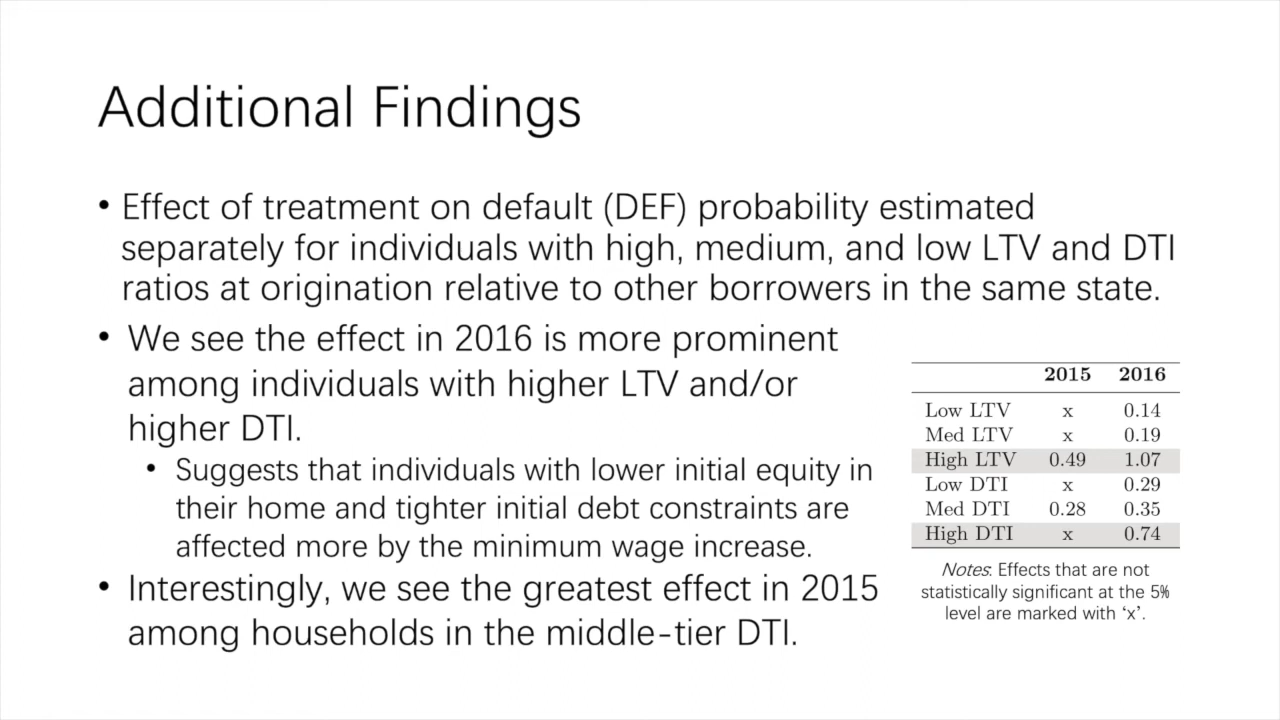 Additional Findings
• Effect of treatment on default (DEF) probability estimated
separately for individuals with high, medium, and low LTV and DTI
ratios at origination relative to other borrowers in the same state.
• We see the effect in 2016 is more prominent
among individuals with higher LTV and/or
higher DTI.
• Suggests that individuals with lower initial equity in
their home and tighter initial debt constraints are
affected more by the minimum wage increase.
• Interestingly, we see the greatest effect in 2015
among households in the middle-tier DTI.
2015 2016
Low LTV x 0.14
Med LTV x 0.19
High LTV 0.49 1.07
Low DTI x 0.29
Med DTI 0.28 0.35
High DTI x 0.74
Notes: Effects that are not
statistically significant at the 5%
level are marked with ‘x’.